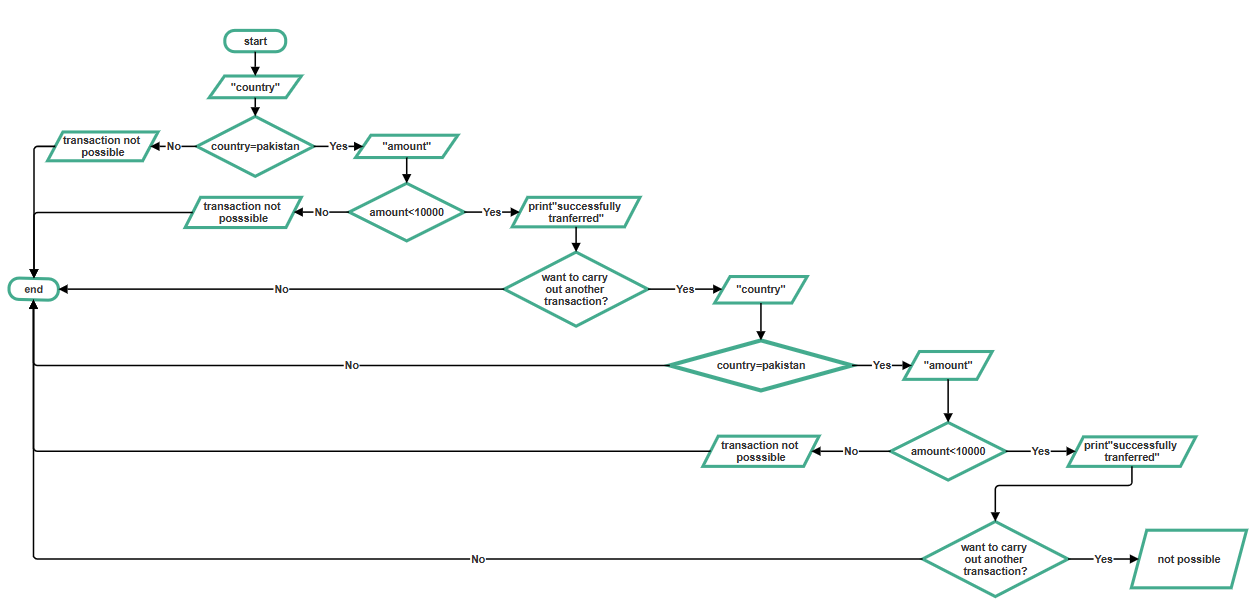 start
"country"
transaction not
possible
No
country=pakistan
Yes
"amount"
transaction not
posssible
No
amount<10000
Yes
print"successfully
tranferred"
end
No
want to carry
out another
transaction?
Yes
"country"
No
country=pakistan
Yes
"amount"
transaction not
posssible
No
amount<10000
Yes
print"successfully
tranferred"
No
want to carry
out another
transaction?
Yes
not possible